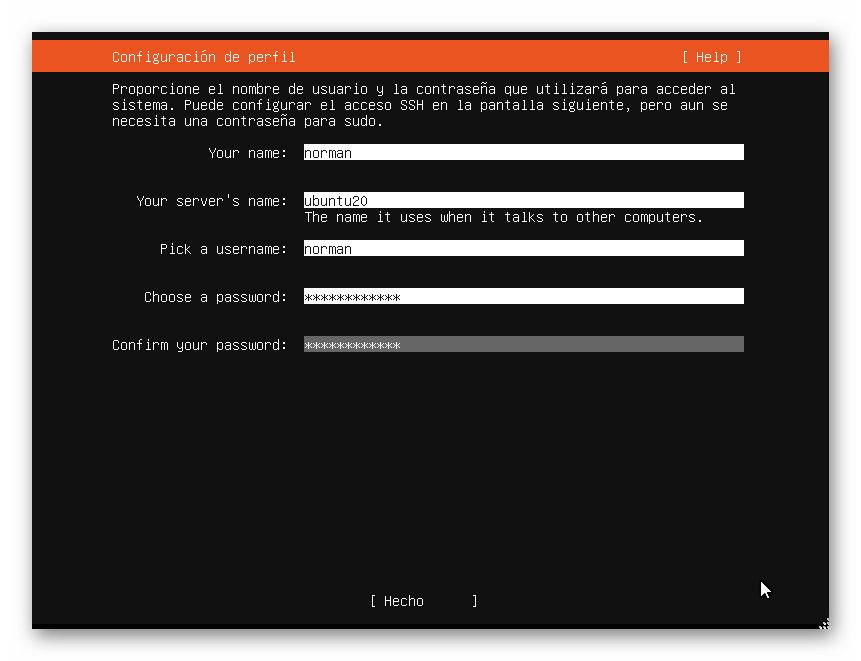 Configuración de perfil [ Help ]
Proporcione el nombre de usuario y la contraseña que utilizará para acceder al
sistema. Puede configurar el acceso SSH en la pantalla siguiente, pero aun se
necesita una contraseña para sudo.
Your name: norman
Your server's name: ubuntu20
The name it uses when it talks to other computers.
Pick a username: norman
Choose a password: ************
Confirm your password: ************
[ Hecho ]